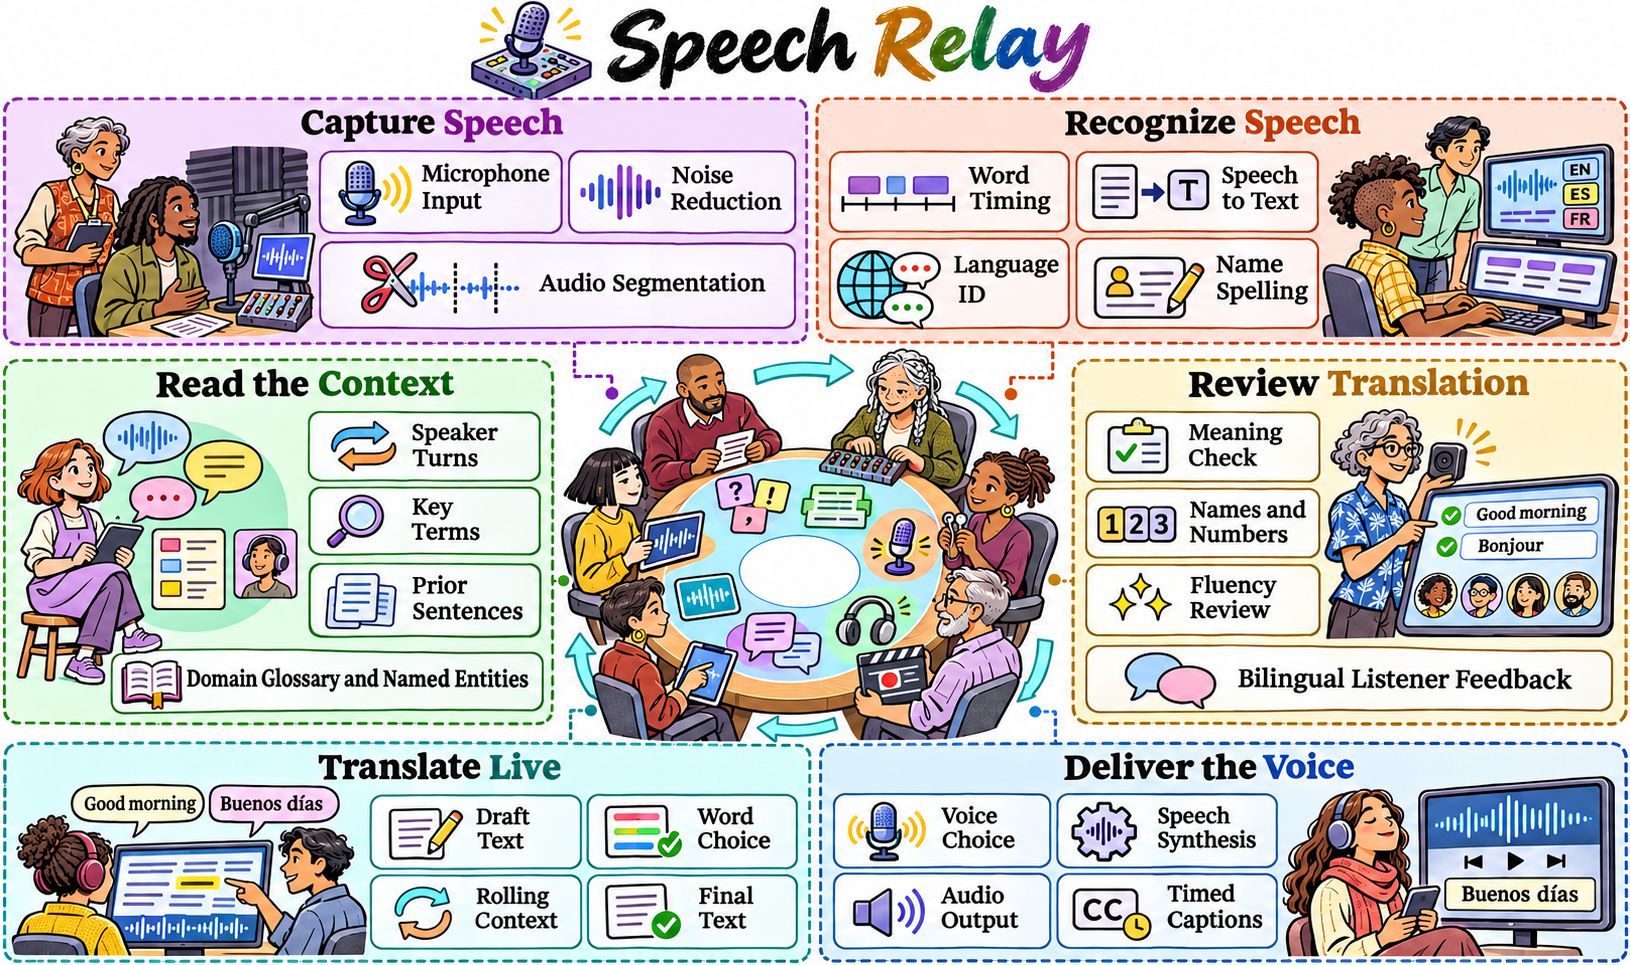 Speech Relay
Capture Speech
Microphone
Input
Noise
Reduction
Audio Segmentation
Recognize Speech
Word
Timing
Speech
to Text
T
Language
ID
Name
Spelling
EN
ES
FR
Read the Context
Speaker
Turns
Key
Terms
Prior
Sentences
Domain Glossary and Named Entities
? !
,
Review Translation
Meaning
Check
1 2 3
Names and
Numbers
Fluency
Review
Bilingual Listener Feedback
Good morning
Bonjour
Translate Live
Good morning
Buenos días
Draft
Text
Word
Choice
Rolling
Context
Final
Text
Deliver the Voice
Voice
Choice
Speech
Synthesis
Audio
Output
CC
Timed
Captions
Buenos días